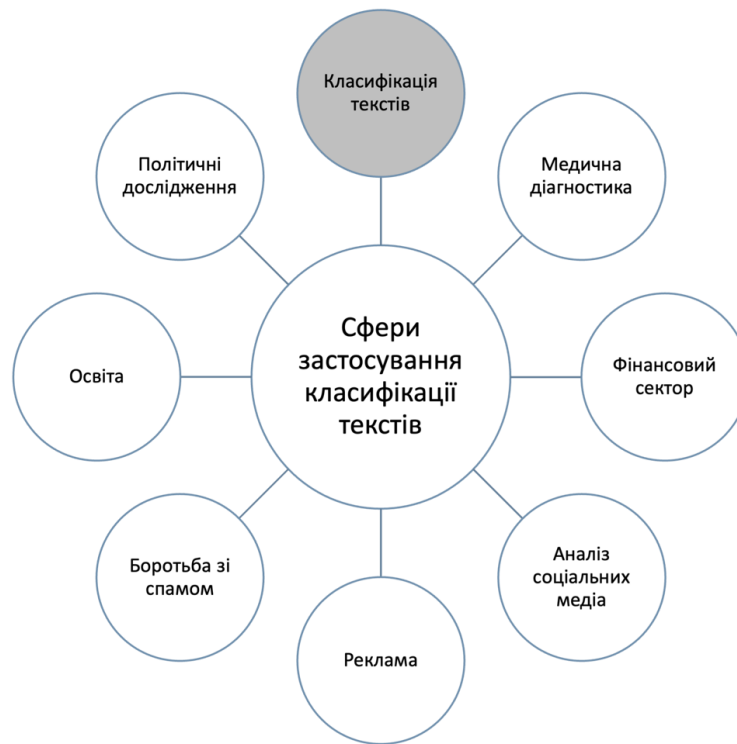 Класифікація
текстів
Політичні
дослідження
Медична
діагностика
Сфери
застосування
класифікації
текстів
Освіта
Фінансовий
сектор
Боротьба зі
спамом
Аналіз
соціальних
медіа
Реклама